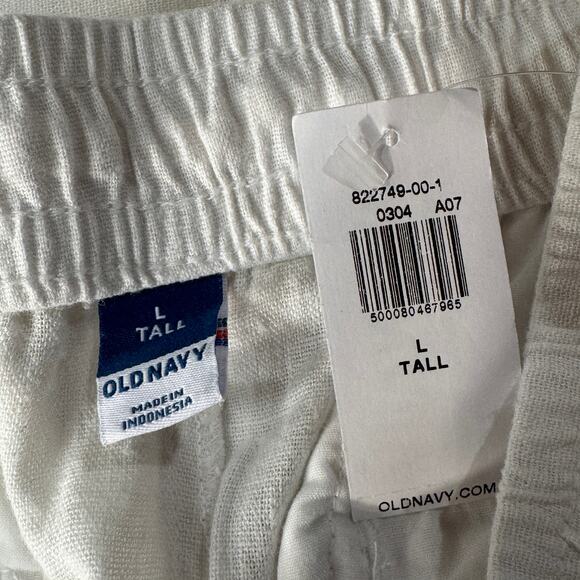 L
TALL
OLD NAVY
MADE IN
INDONESIA
822749-00-1
0304 A07
500080467965
L
TALL
OLDNAVY.COM